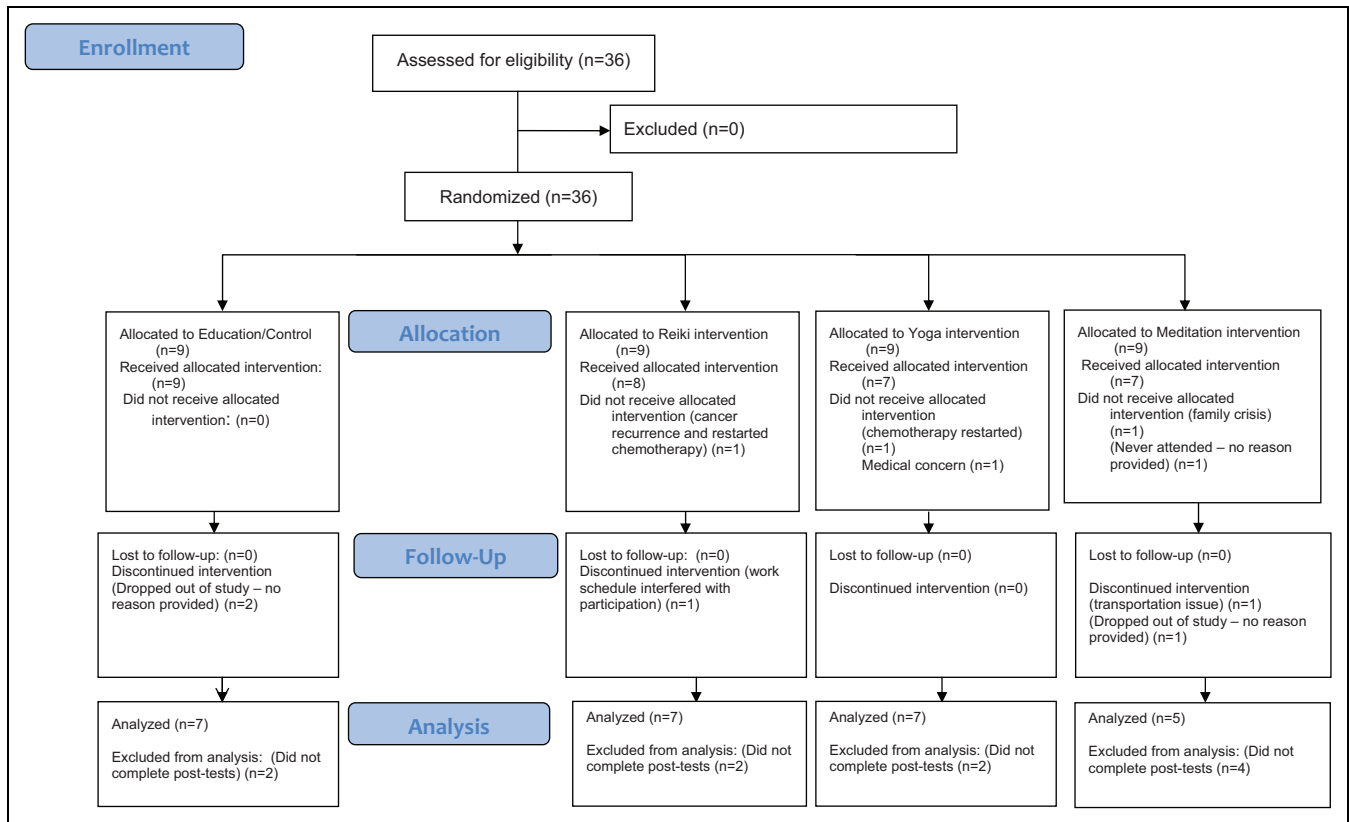 Enrollment
Assessed for eligibility (n=36)
Excluded (n=0)
Randomized (n=36)
Allocated to Education/Control
(n=9)
Received allocated intervention:
(n=9)
Did not receive allocated
intervention: (n=0)
Allocation
Allocated to Reiki intervention
(n=9)
Received allocated intervention
(n=8)
Did not receive allocated
intervention (cancer
recurrence and restarted
chemotherapy) (n=1)
Allocated to Yoga intervention
(n=9)
Received allocated intervention
(n=7)
Did not receive allocated
intervention
(chemotherapy restarted)
(n=1)
Medical concern (n=1)
Allocated to Meditation intervention
(n=9)
Received allocated intervention
(n=7)
Did not receive allocated
intervention (family crisis)
(n=1)
(Never attended – no reason
provided) (n=1)
Lost to follow-up: (n=0)
Discontinued intervention
(Dropped out of study – no
reason provided) (n=2)
Follow-Up
Lost to follow-up: (n=0)
Discontinued intervention (work
schedule interfered with
participation) (n=1)
Lost to follow-up (n=0)
Discontinued intervention (n=0)
Lost to follow-up (n=0)
Discontinued intervention
(transportation issue) (n=1)
(Dropped out of study – no reason
provided) (n=1)
Analyzed (n=7)
Excluded from analysis: (Did not
complete post-tests) (n=2)
Analysis
Analyzed (n=7)
Excluded from analysis: (Did not
complete post-tests (n=2)
Analyzed (n=7)
Excluded from analysis: (Did not
complete post-tests (n=2)
Analyzed (n=5)
Excluded from analysis: (Did not
complete post-tests (n=4)